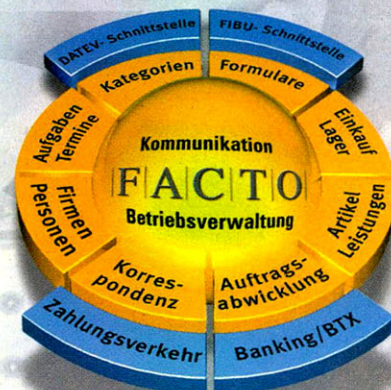 DATEV- Schnittstelle
FIBU- Schnittstelle
Kategorien
Formulare
Aufgaben
Termine
Einkauf
Lager
Kommunikation
FACTO
Betriebsverwaltung
Firmen
Personen
Artikel
Leistungen
Korres-
pondenz
Auftrags-
abwicklung
Zahlungsverkehr
Banking/BTX